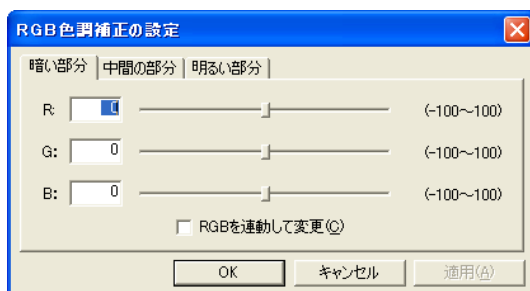 RGB色調補正の設定
暗い部分 中間の部分 明るい部分
R: 0 (-100～100)
G: 0 (-100～100)
B: 0 (-100～100)
RGBを連動して変更(C)
OK キャンセル 適用(A)